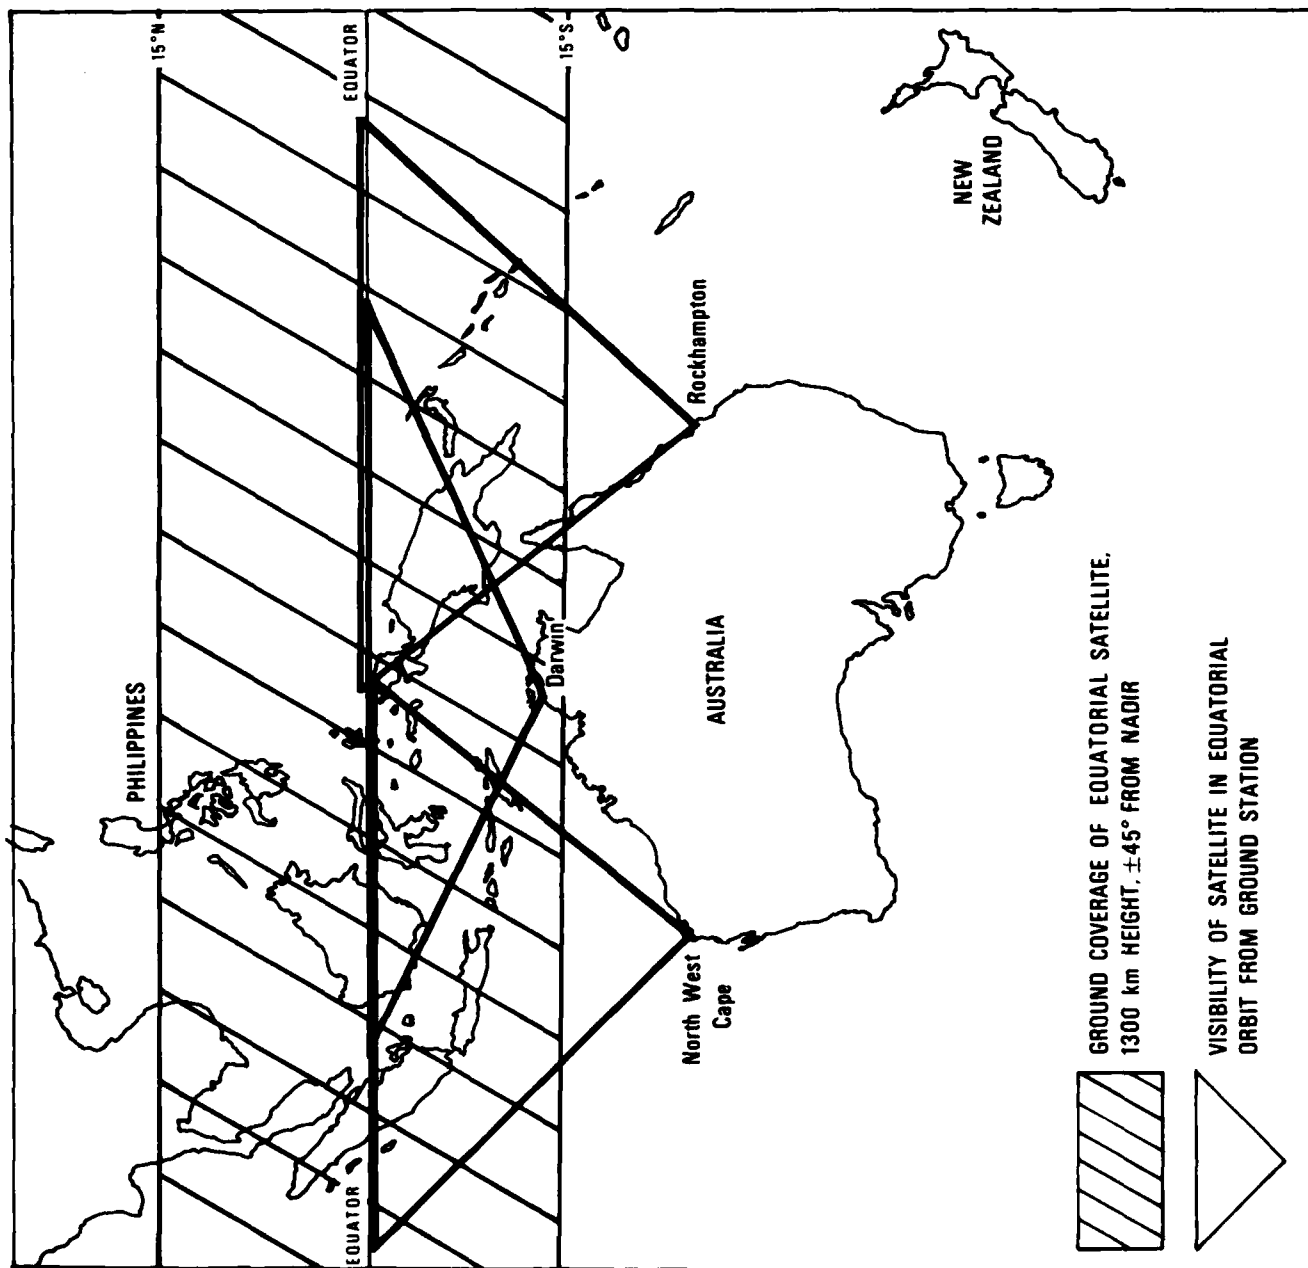 15°N
EQUATOR
15°S
PHILIPPINES
NEW
ZEALAND
Rockhampton
Darwin
AUSTRALIA
North West
Cape
EQUATOR
GROUND COVERAGE OF EQUATORIAL SATELLITE,
1300 km HEIGHT, ±45° FROM NADIR
VISIBILITY OF SATELLITE IN EQUATORIAL
ORBIT FROM GROUND STATION